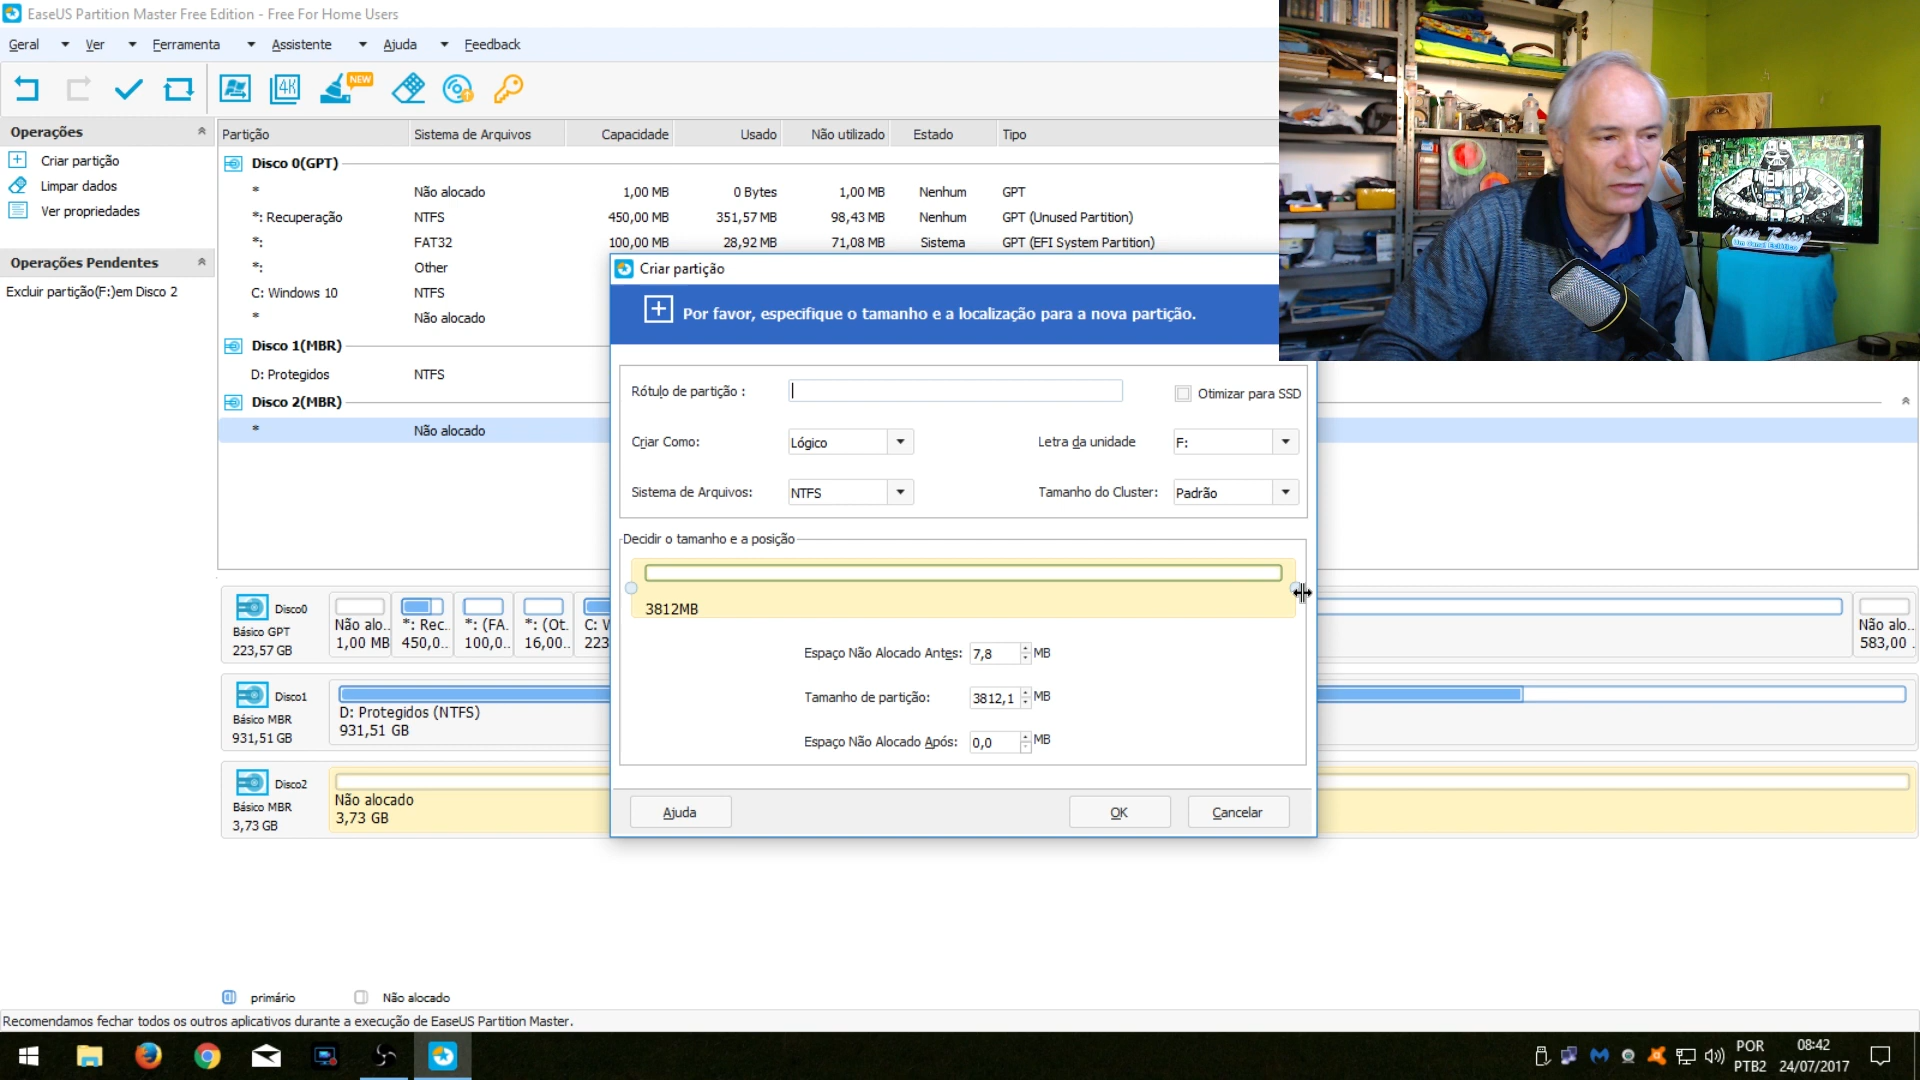 EaseUS Partition Master Free Edition - Free For Home Users
Geral Ver Ferramenta Assistente Ajuda Feedback
4K NEW
Operações
Criar partição
Limpar dados
Ver propriedades
Operações Pendentes
Excluir partição(F:)em Disco 2
Partição Sistema de Arquivos Capacidade Usado Não utilizado Estado Tipo
Disco 0(GPT)
* Não alocado 1,00 MB 0 Bytes 1,00 MB Nenhum GPT
*: Recuperação NTFS 450,00 MB 351,57 MB 98,43 MB Nenhum GPT (Unused Partition)
*: FAT32 100,00 MB 28,92 MB 71,08 MB Sistema GPT (EFI System Partition)
*: Other
C: Windows 10 NTFS
* Não alocado
Disco 1(MBR)
D: Protegidos NTFS
Disco 2(MBR)
* Não alocado
Criar partição
Por favor, especifique o tamanho e a localização para a nova partição.
Rótulo de partição : Otimizar para SSD
Criar Como: Lógico Letra da unidade F:
Sistema de Arquivos: NTFS Tamanho do Cluster: Padrão
Decidir o tamanho e a posição
3812MB
Espaço Não Alocado Antes: 7,8 MB
Tamanho de partição: 3812,1 MB
Espaço Não Alocado Após: 0,0 MB
Ajuda OK Cancelar
Disco0
Básico GPT
223,57 GB
Não alo..
1,00 MB
*: Rec..
450,0..
*: (FA.
100,0..
*: (Ot.
16,00..
C: W
223
Não alo..
583,00 .
Disco1
Básico MBR
931,51 GB
D: Protegidos (NTFS)
931,51 GB
Disco2
Básico MBR
3,73 GB
Não alocado
3,73 GB
primário Não alocado
Recomendamos fechar todos os outros aplicativos durante a execução de EaseUS Partition Master.
POR
PTB2
08:42
24/07/2017
Um Canal Eclético